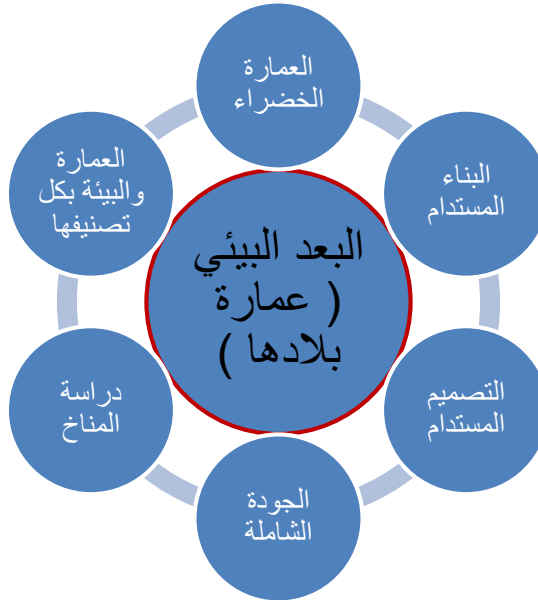 العمارة
الخضراء
البناء
المستدام
التصميم
المستدام
الجودة
الشاملة
دراسة
المناخ
العمارة
والبيئة بكل
تصنيفها
البعد البيئي
( عمارة
بلادها )